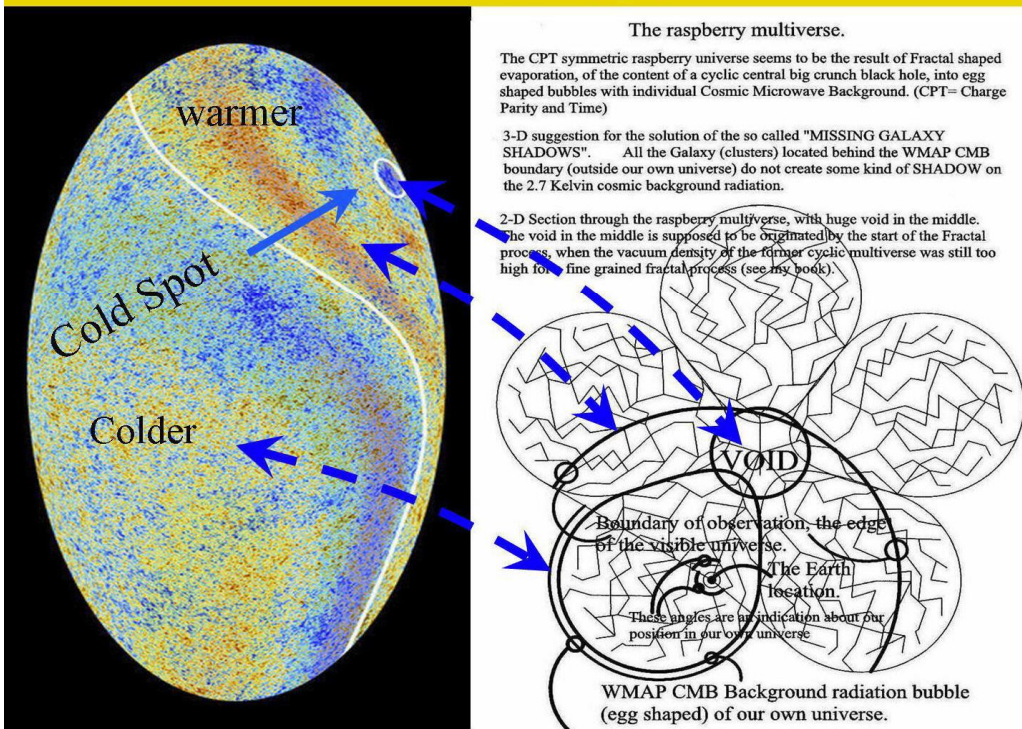 warmer
Cold Spot
Colder
The raspberry multiverse.
The CPT symmetric raspberry universe seems to be the result of Fractal shaped
evaporation, of the content of a cyclic central big crunch black hole, into egg
shaped bubbles with individual Cosmic Microwave Background. (CPT= Charge
Parity and Time)
3-D suggestion for the solution of the so called "MISSING GALAXY
SHADOWS". All the Galaxy (clusters) located behind the WMAP CMB
boundary (outside our own universe) do not create some kind of SHADOW on
the 2.7 Kelvin cosmic background radiation.
2-D Section through the raspberry multiverse, with huge void in the middle.
The void in the middle is supposed to be originated by the start of the Fractal
process, when the vacuum density of the former cyclic multiverse was still too
high for a fine grained fractal process (see my book).
VOID
Boundary of observation, the edge
of the visible universe.
The Earth
location.
These angles are an indication about our
position in our own universe
WMAP CMB Background radiation bubble
(egg shaped) of our own universe.